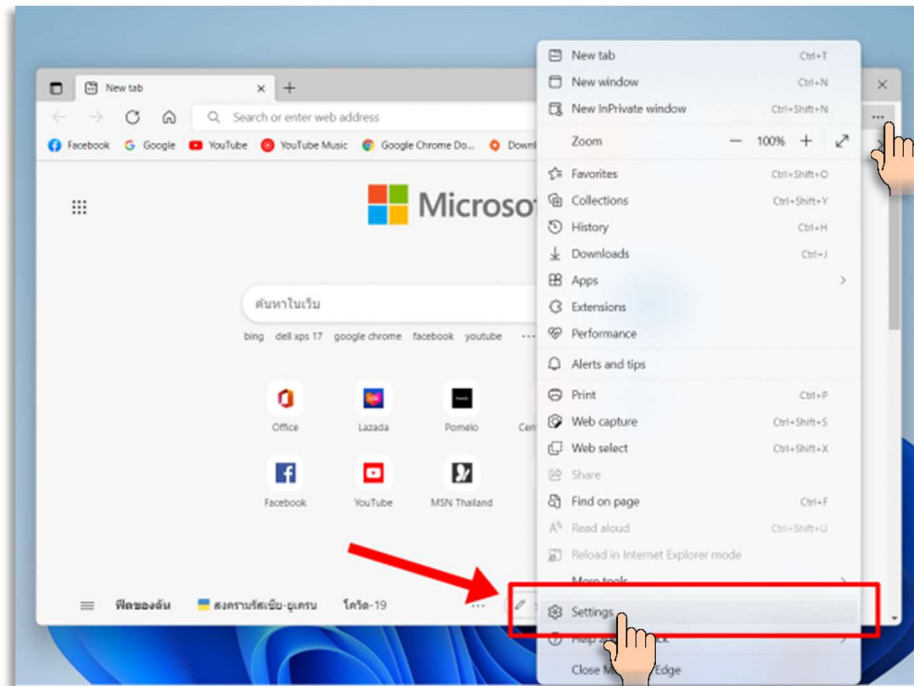 New tab
Search or enter web address
Facebook Google YouTube YouTube Music Google Chrome Do...
Microso
ค้นหาในเว็บ
bing dell xps 17 google chrome facebook youtube ...
Office Lazada Pomelo
Facebook YouTube MSN Thailand
ฟีดของฉัน สงครามรัสเซีย-ยูเครน โควิด-19 ...
New tab Ctrl+T
New window Ctrl+N
New InPrivate window Ctrl+Shift+N
Zoom — 100% +
Favorites Ctrl+Shift+O
Collections Ctrl+Shift+Y
History Ctrl+H
Downloads Ctrl+J
Apps
Extensions
Performance
Alerts and tips
Print Ctrl+P
Web capture Ctrl+Shift+S
Web select Ctrl+Shift+X
Share
Find on page Ctrl+F
Read aloud Ctrl+Shift+U
Reload in Internet Explorer mode
More tools
Settings
Close Edge